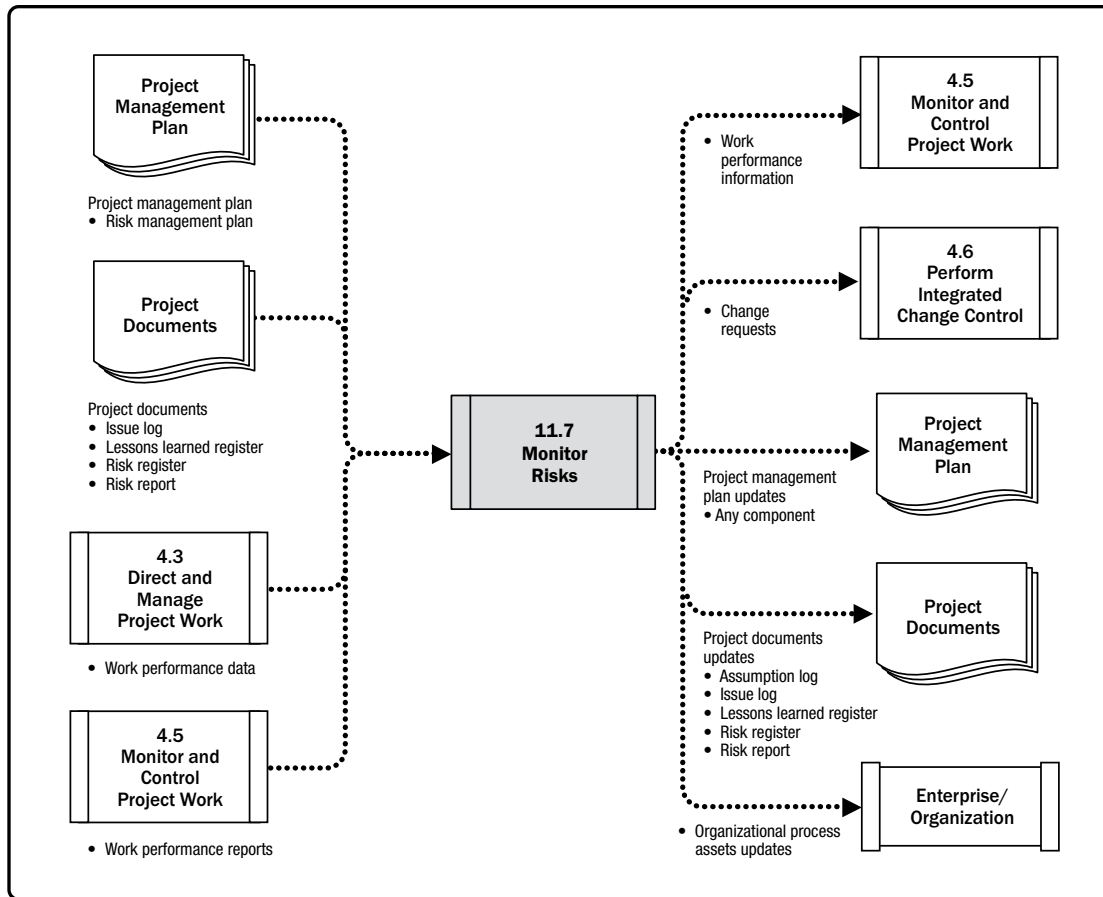 Project
Management
Plan
Project management plan
• Risk management plan
Project
Documents
Project documents
• Issue log
• Lessons learned register
• Risk register
• Risk report
4.3
Direct and
Manage
Project Work
• Work performance data
4.5
Monitor and
Control
Project Work
• Work performance reports
11.7
Monitor
Risks
4.5
Monitor and
Control
Project Work
• Work
performance
information
4.6
Perform
Integrated
Change Control
• Change
requests
Project
Management
Plan
Project management
plan updates
• Any component
Project
Documents
Project documents
updates
• Assumption log
• Issue log
• Lessons learned register
• Risk register
• Risk report
Enterprise/
Organization
• Organizational process
assets updates